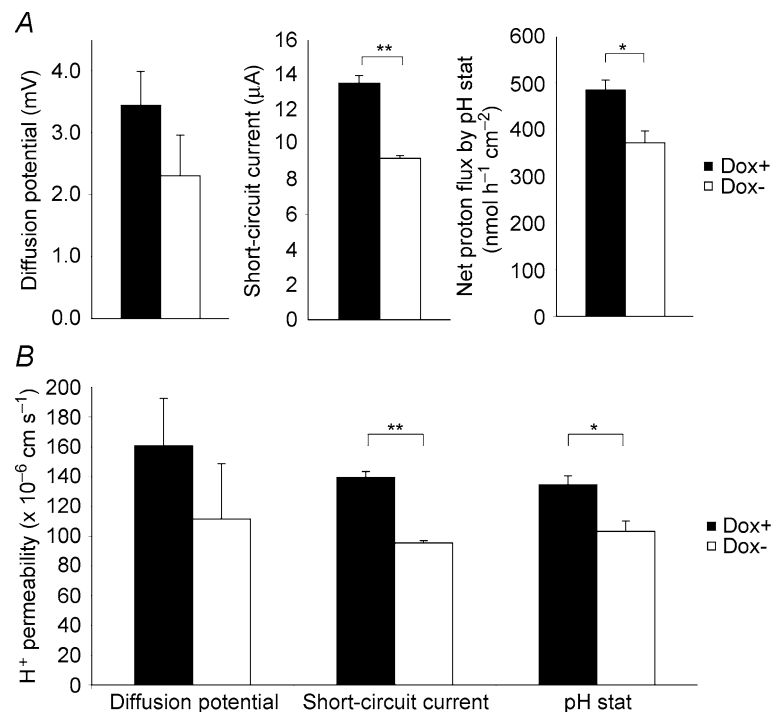 A
Diffusion potential (mV)
4.0
3.0
2.0
1.0
0.0
Short-circuit current (μA)
16
14
12
10
8
6
4
2
0
**
Net proton flux by pH stat
(nmol h⁻¹ cm⁻²)
600
500
400
300
200
100
0
*
Dox+
Dox-
B
H⁺ permeability (x 10⁻⁶ cm s⁻¹)
200
180
160
140
120
100
80
60
40
20
0
**
*
Dox+
Dox-
Diffusion potential
Short-circuit current
pH stat